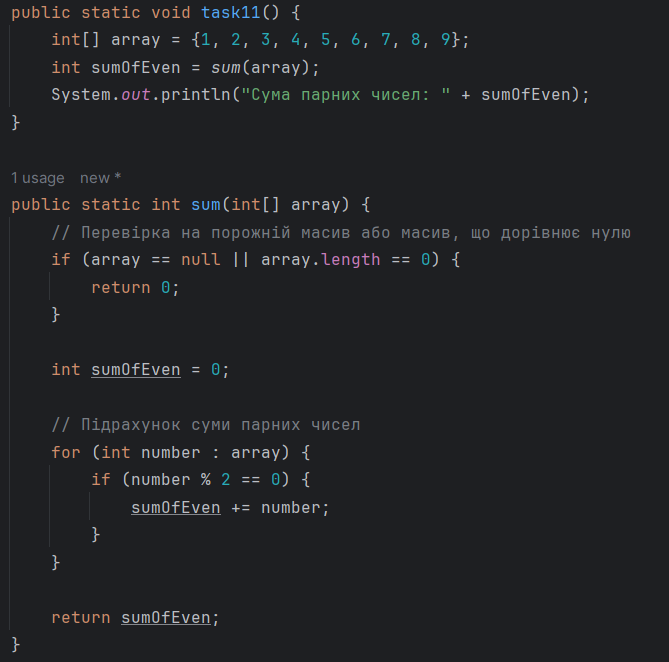 public static void task11() {
int[] array = {1, 2, 3, 4, 5, 6, 7, 8, 9};
int sumOfEven = sum(array);
System.out.println("Сума парних чисел: " + sumOfEven);
}
1 usage new *
public static int sum(int[] array) {
// Перевірка на порожній масив або масив, що дорівнює нулю
if (array == null || array.length == 0) {
return 0;
}
int sumOfEven = 0;
// Підрахунок суми парних чисел
for (int number : array) {
if (number % 2 == 0) {
sumOfEven += number;
}
}
return sumOfEven;
}